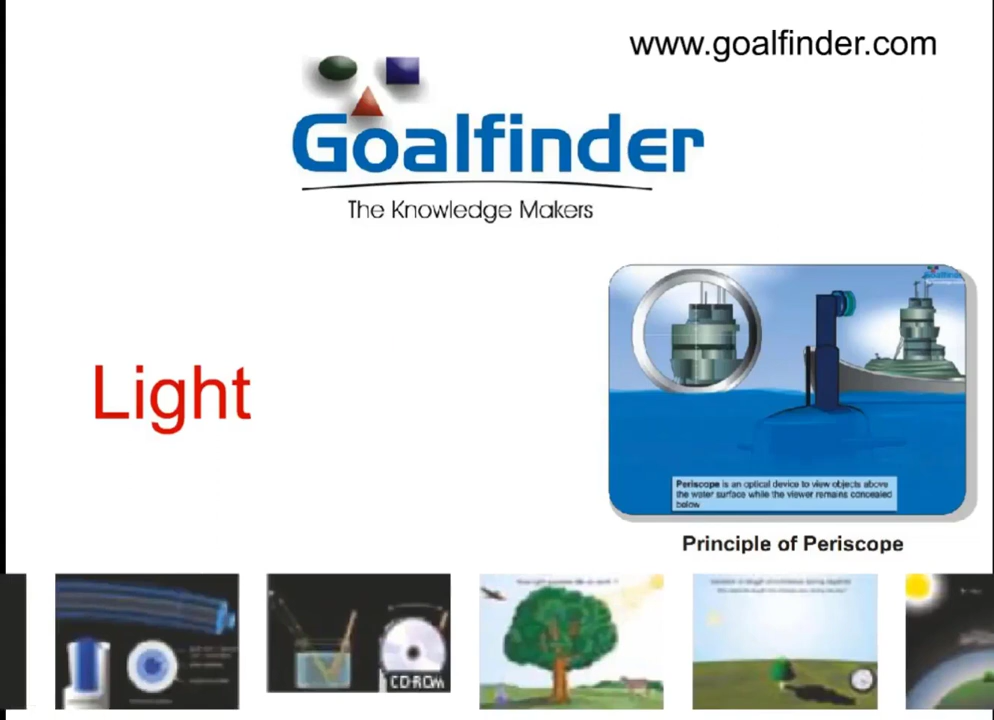 www.goalfinder.com
Goalfinder
The Knowledge Makers
Light
Goalfinder
Periscope is an optical device to view objects above
the water surface while the viewer remains concealed
below
Principle of Periscope
CD-ROM